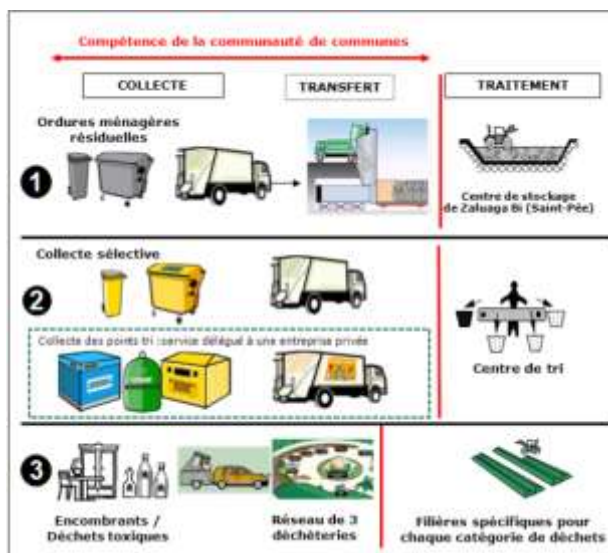 Compétence de la communauté de communes
COLLECTE
TRANSFERT
TRAITEMENT
Ordures ménagères
résiduelles
1
Centre de stockage
de Zaluaga Bi (Saint-Pée)
Collecte sélective
2
Collecte des points tri :service délégué à une entreprise privée
Centre de tri
3
Encombrants /
Déchets toxiques
Réseau de 3
déchèteries
Filières spécifiques pour
chaque catégorie de déchets